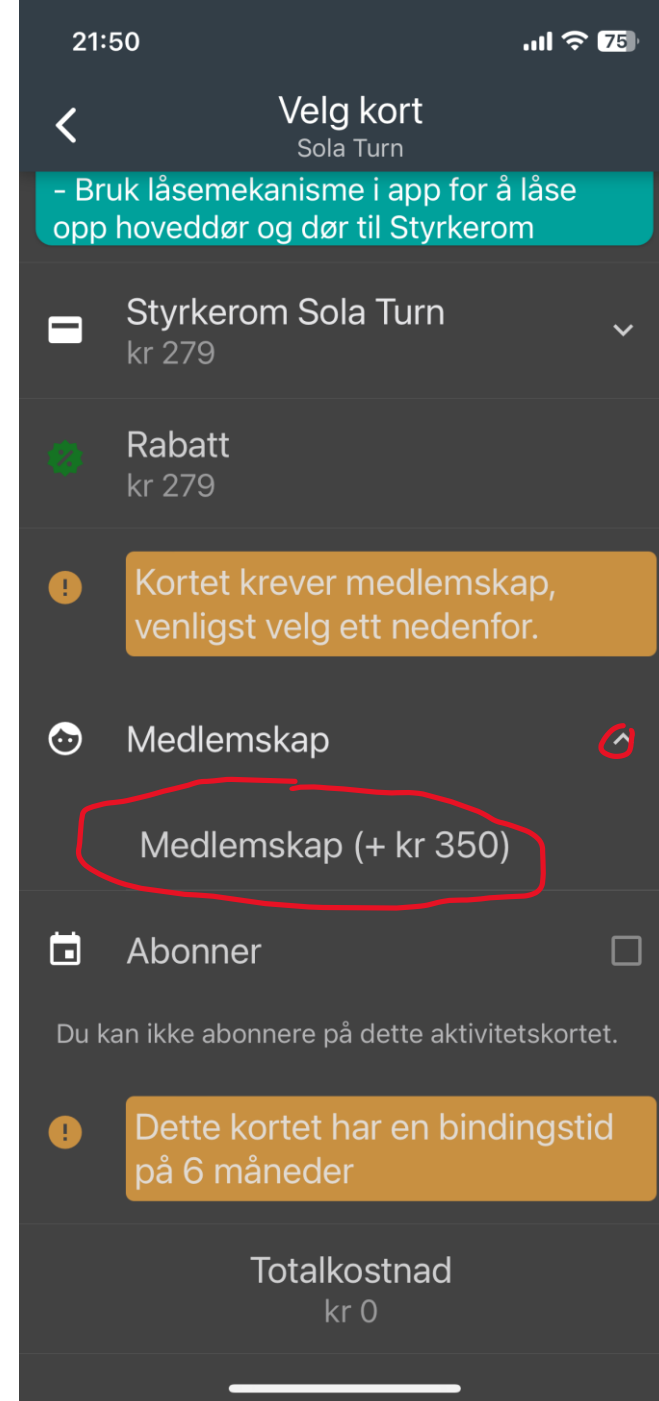 21:50
75
Velg kort
Sola Turn
- Bruk låsemekanisme i app for å låse
opp hoveddør og dør til Styrkerom
Styrkerom Sola Turn
kr 279
Rabatt
kr 279
Kortet krever medlemskap,
venligst velg ett nedenfor.
Medlemskap
Medlemskap (+ kr 350)
Abonner
Du kan ikke abonnere på dette aktivitetskortet.
Dette kortet har en bindingstid
på 6 måneder
Totalkostnad
kr 0